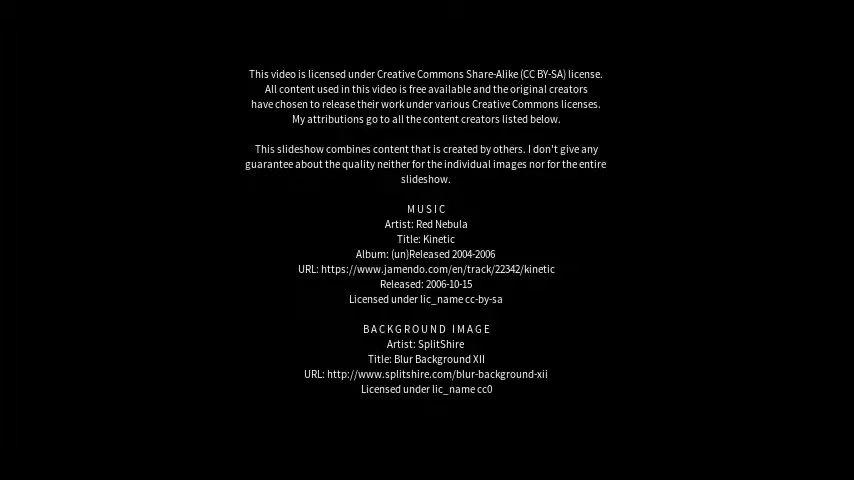 This video is licensed under Creative Commons Share-Alike (CC BY-SA) license.
All content used in this video is free available and the original creators
have chosen to release their work under various Creative Commons licenses.
My attributions go to all the content creators listed below.
This slideshow combines content that is created by others. I don't give any
guarantee about the quality neither for the individual images nor for the entire
slideshow.
MUSIC
Artist: Red Nebula
Title: Kinetic
Album: (un)Released 2004-2006
URL: https://www.jamendo.com/en/track/22342/kinetic
Released: 2006-10-15
Licensed under lic_name cc-by-sa
BACKGROUND IMAGE
Artist: SplitShire
Title: Blur Background XII
URL: http://www.splitshire.com/blur-background-xii
Licensed under lic_name cc0